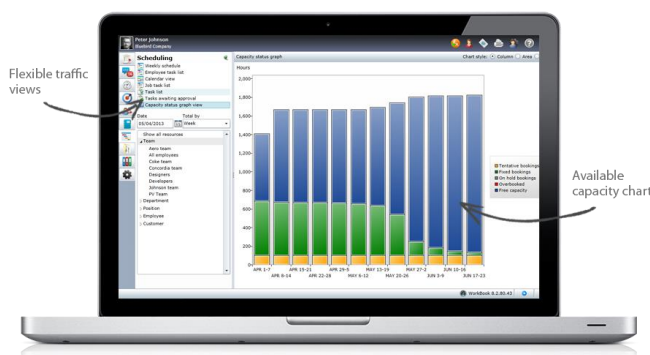 Peter Johnson
Bluebird Company
Scheduling
Weekly schedule
Employee task list
Calendar view
Job task list
Task list
Tasks awaiting approval
Capacity status graph view
Date
Total by
03/04/2013
Week
Show all resources
Team
Aero team
All employees
Coke team
Concordia team
Designers
Developers
Johnson team
PV Team
Department
Position
Employee
Customer
Capacity status graph
Chart style:
Column
Area
Hours
2,000
1,800
1,600
1,400
1,200
1,000
800
600
400
200
0
APR 1-7
APR 8-14
APR 15-21
APR 22-28
APR 29-5
MAY 6-12
MAY 13-19
MAY 20-26
MAY 27-2
JUN 3-9
JUN 10-16
JUN 17-23
Tentative bookings
Fixed bookings
On hold bookings
Overbooked
Free capacity
Flexible traffic
views
Available
capacity chart